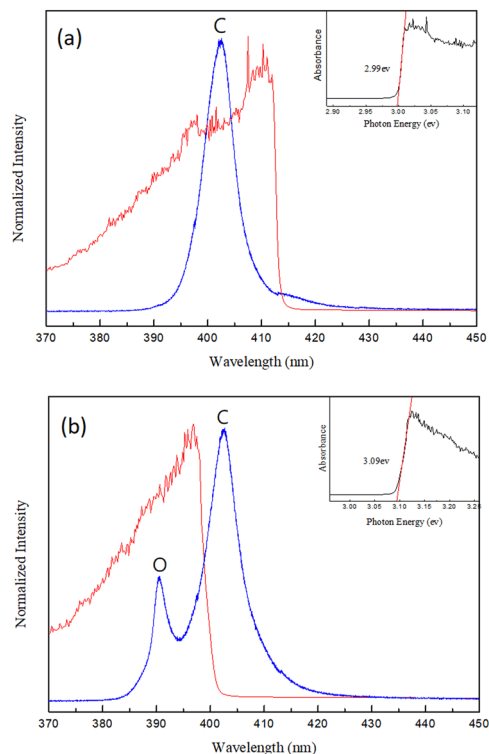 (a)
C
Normalized Intensity
370 380 390 400 410 420 430 440 450
Wavelength (nm)
Absorbance
2.99ev
2.90 2.95 3.00 3.05 3.10
Photon Energy (ev)
(b)
C
O
Normalized Intensity
370 380 390 400 410 420 430 440 450
Wavelength (nm)
Absorbance
3.09ev
3.00 3.05 3.10 3.15 3.20 3.25
Photon Energy (ev)